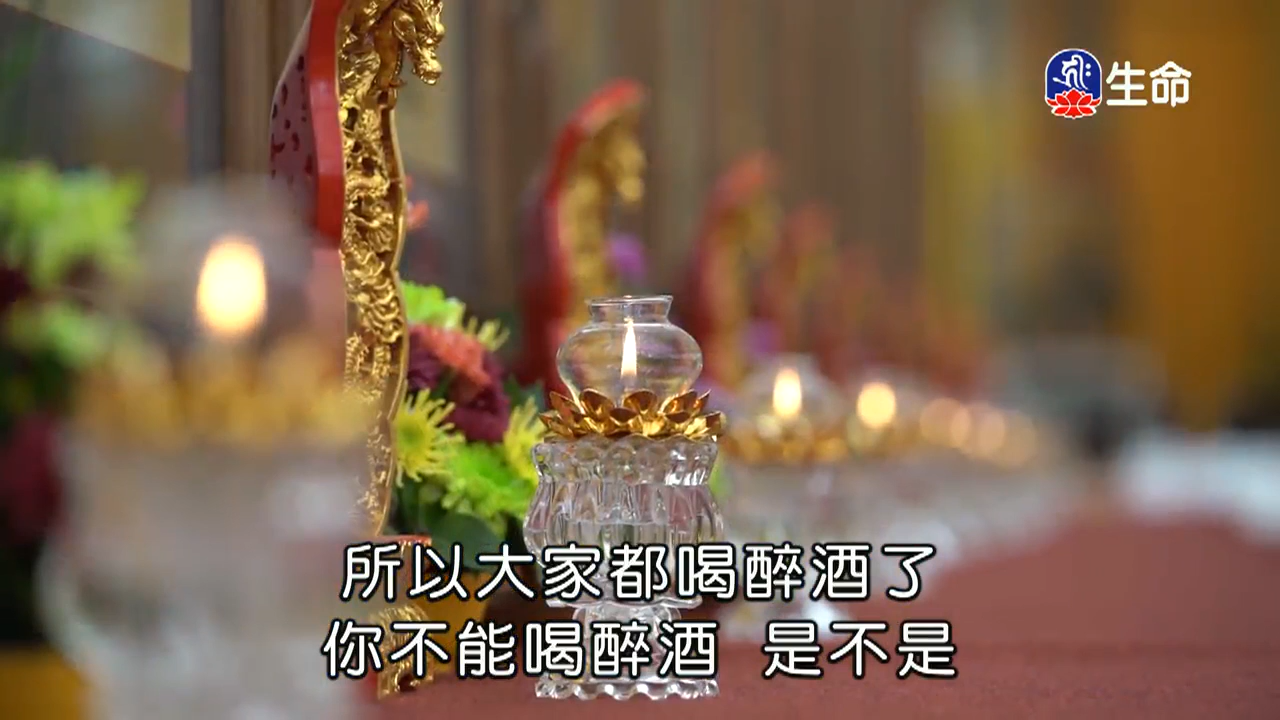 生命
所以大家都喝醉酒了
你不能喝醉酒 是不是